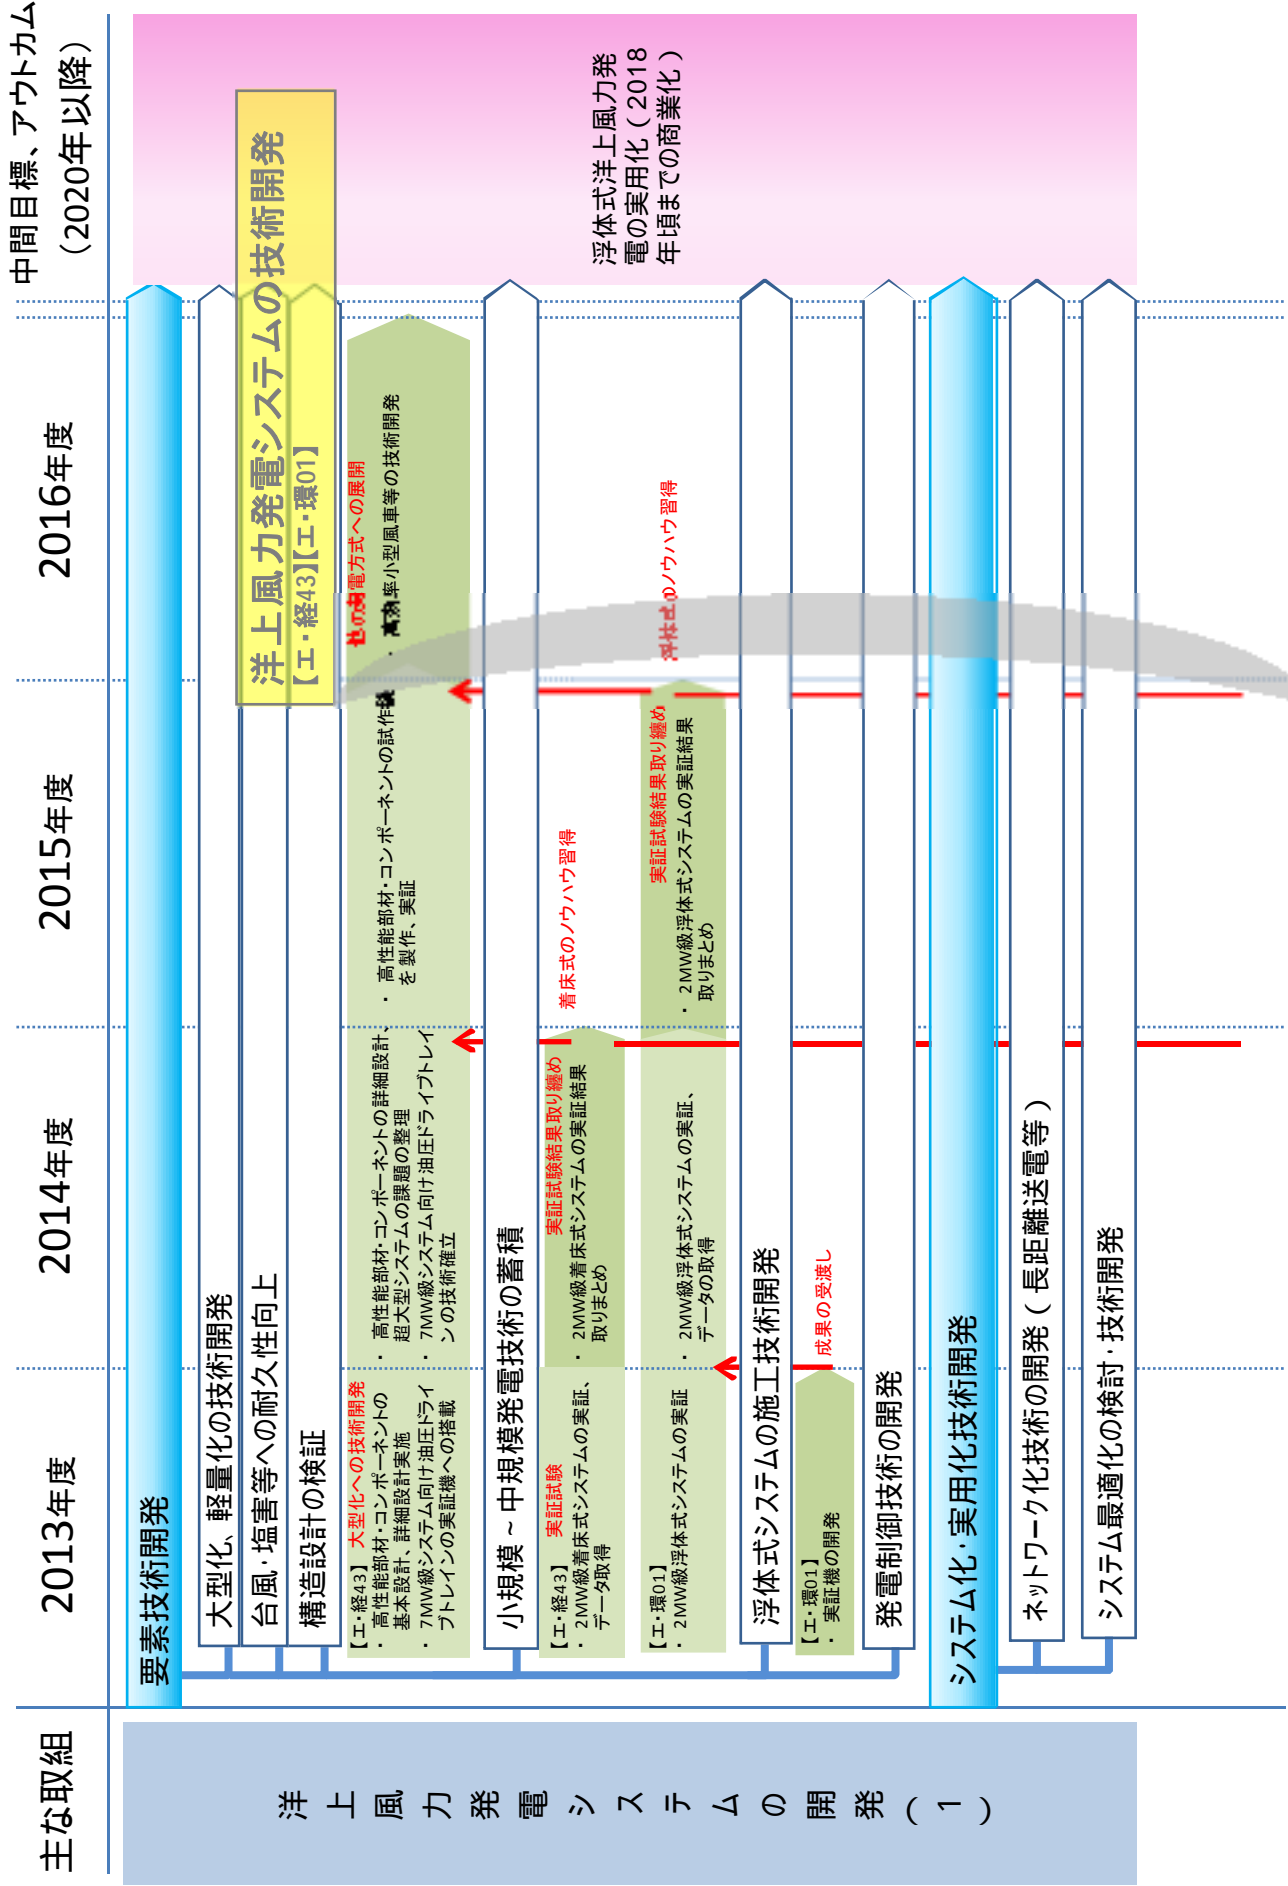 主な取組
2013年度
2014年度
2015年度
2016年度
中間目標、アウトカム
（2020年以降）
洋上風力発電システムの開発(1)
洋上風力発電システムの技術開発
【エ・経43】【エ・環01】
要素技術開発
大型化、軽量化の技術開発
台風・塩害等への耐久性向上
構造設計の検証
【エ・経43】 大型化への技術開発
・ 高性能部材・コンポーネントの
基本設計、詳細設計実施
・ 7MW級システム向け油圧ドライ
ブトレインの実証機への搭載
・ 高性能部材・コンポーネントの詳細設計、
超大型システムの課題の整理
・ 7MW級システム向け油圧ドライブトレイ
ンの技術確立
・ 高性能部材・コンポーネントの試作
を製作、実証
電方式への展開
率小型風車等の技術開発
小規模～中規模発電技術の蓄積
【エ・経43】 実証試験
・ 2MW級着床式システムの実証、
データ取得
実証試験結果取り纏め
・ 2MW級着床式システムの実証結果
取りまとめ
着床式のノウハウ習得
【エ・環01】
・ 2MW級浮体式システムの実証
・ 2MW級浮体式システムの実証、
データの取得
実証試験結果取り纏め
・ 2MW級浮体式システムの実証結果
取りまとめ
のノウハウ習得
浮体式システムの施工技術開発
【エ・環01】
・ 実証機の開発
成果の受渡し
発電制御技術の開発
システム化・実用化技術開発
ネットワーク化技術の開発（長距離送電等）
システム最適化の検討・技術開発
浮体式洋上風力発
電の実用化（2018
年頃までの商業化）